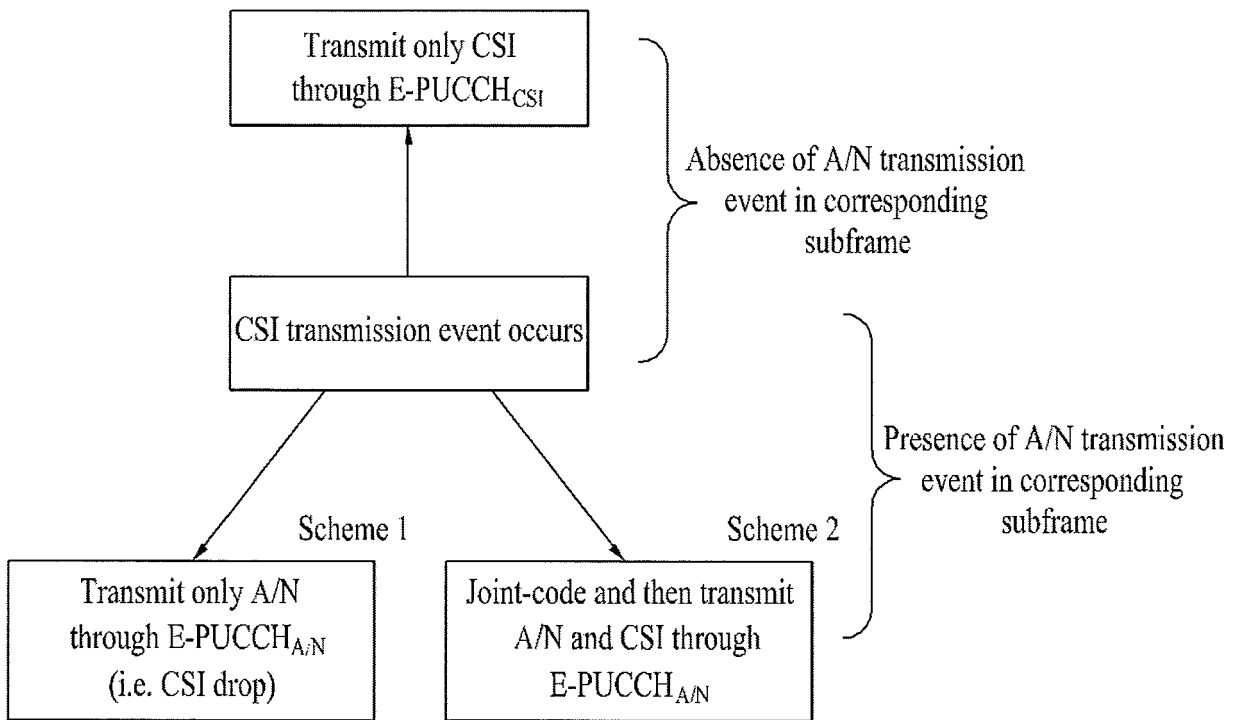 Transmit only CSI
through E-PUCCH_CSI
Absence of A/N transmission
event in corresponding
subframe
CSI transmission event occurs
Presence of A/N transmission
event in corresponding
subframe
Scheme 1
Scheme 2
Transmit only A/N
through E-PUCCH_A/N
(i.e. CSI drop)
Joint-code and then transmit
A/N and CSI through
E-PUCCH_A/N